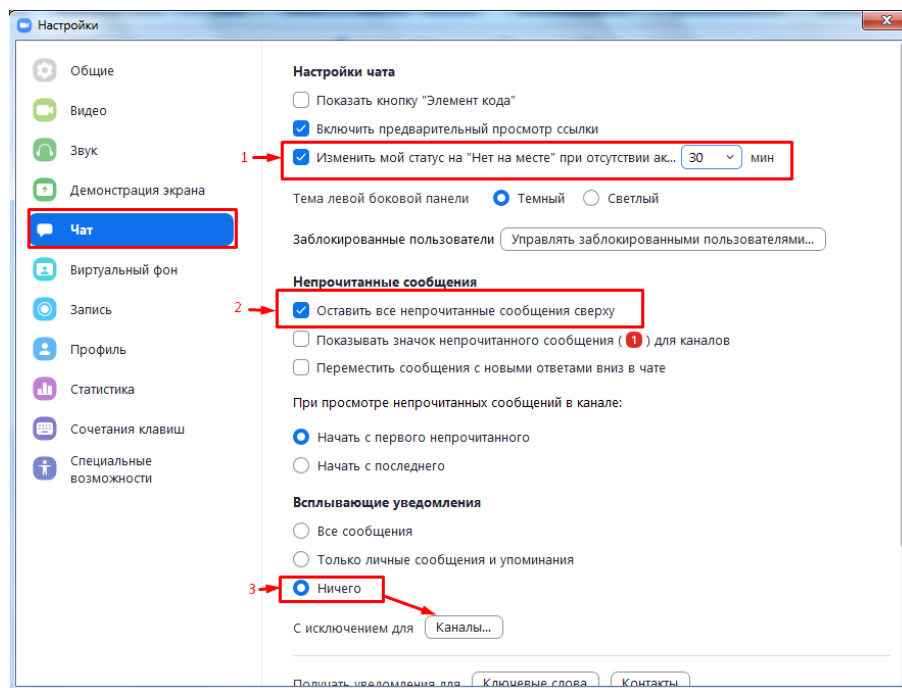 Настройки
Общие
Видео
Звук
Демонстрация экрана
Чат
Виртуальный фон
Запись
Профиль
Статистика
Сочетания клавиш
Специальные
возможности
Настройки чата
Показать кнопку "Элемент кода"
Включить предварительный просмотр ссылки
1 Изменить мой статус на "Нет на месте" при отсутствии ак... 30 мин
Тема левой боковой панели Темный Светлый
Заблокированные пользователи Управлять заблокированными пользователями...
Непрочитанные сообщения
2 Оставить все непрочитанные сообщения сверху
Показывать значок непрочитанного сообщения ( 1 ) для каналов
Переместить сообщения с новыми ответами вниз в чате
При просмотре непрочитанных сообщений в канале:
Начать с первого непрочитанного
Начать с последнего
Всплывающие уведомления
Все сообщения
Только личные сообщения и упоминания
3 Ничего
С исключением для Каналы...
Получать уведомления для Ключевые слова Контакты